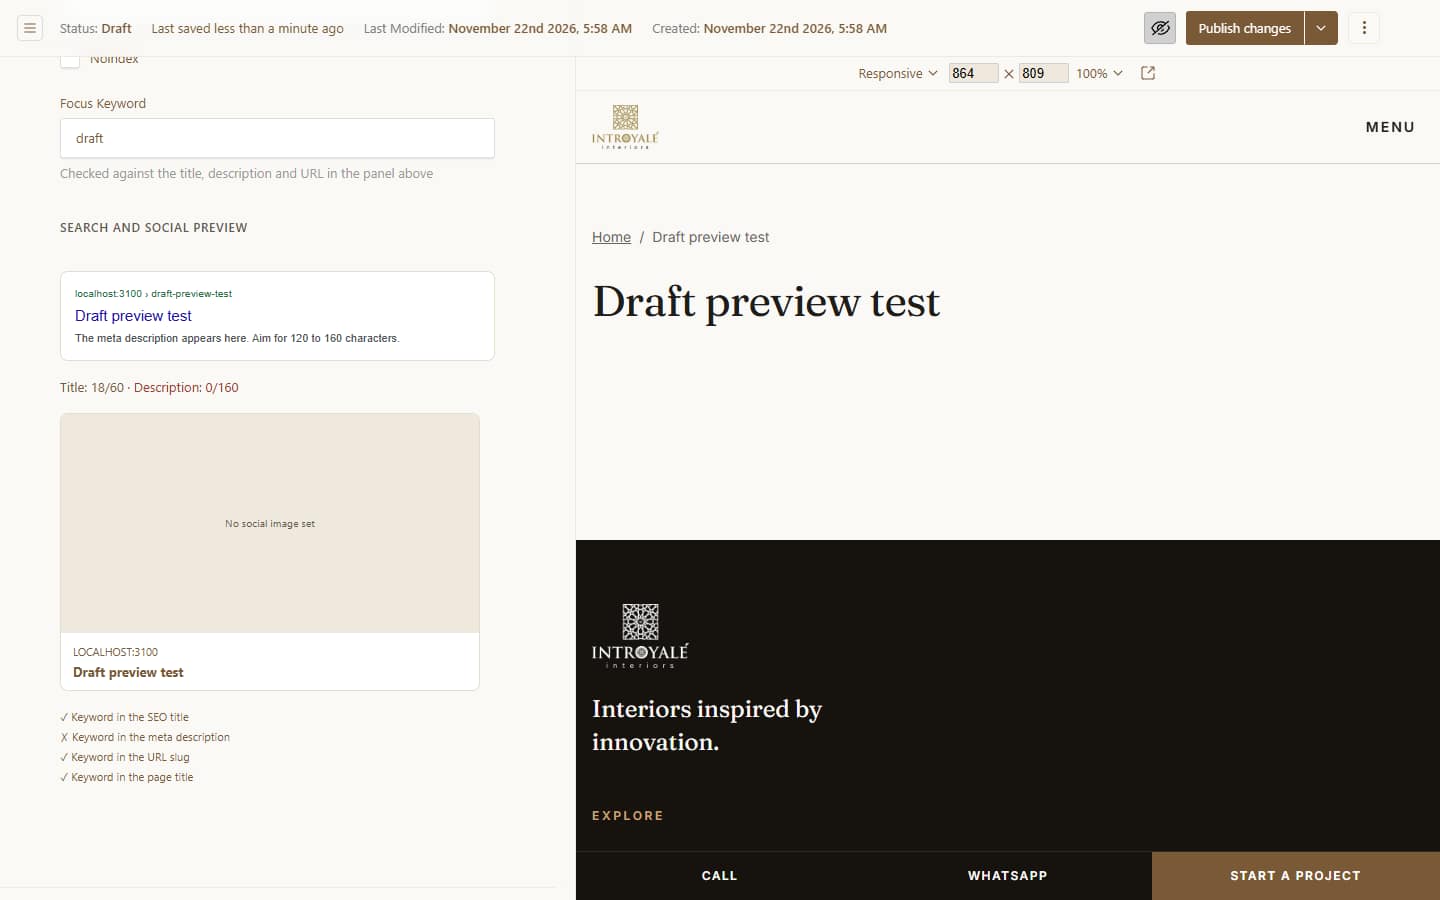 Status: Draft Last saved less than a minute ago Last Modified: November 22nd 2026, 5:58 AM Created: November 22nd 2026, 5:58 AM Publish changes
Noindex
Focus Keyword
draft
Checked against the title, description and URL in the panel above
SEARCH AND SOCIAL PREVIEW
localhost:3100 › draft-preview-test
Draft preview test
The meta description appears here. Aim for 120 to 160 characters.
Title: 18/60 · Description: 0/160
No social image set
LOCALHOST:3100
Draft preview test
✓ Keyword in the SEO title
✗ Keyword in the meta description
✓ Keyword in the URL slug
✓ Keyword in the page title
Responsive 864 × 809 100%
INTROYALÉ
interiors
MENU
Home / Draft preview test
Draft preview test
INTROYALÉ
interiors
Interiors inspired by
innovation.
EXPLORE
CALL WHATSAPP START A PROJECT